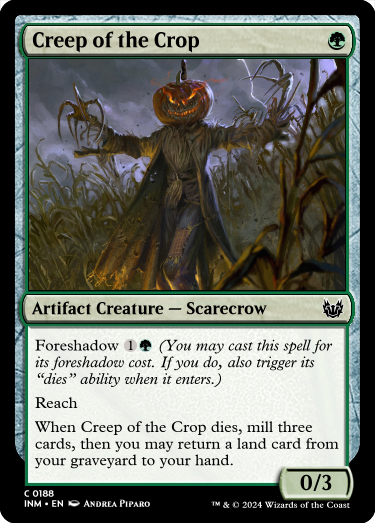 Creep of the Crop
Artifact Creature — Scarecrow
Foreshadow 1 (You may cast this spell for
its foreshadow cost. If you do, also trigger its
“dies” ability when it enters.)
Reach
When Creep of the Crop dies, mill three
cards, then you may return a land card from
your graveyard to your hand.
0/3
C 0188
INM • EN Andrea Piparo
™ & © 2024 Wizards of the Coast